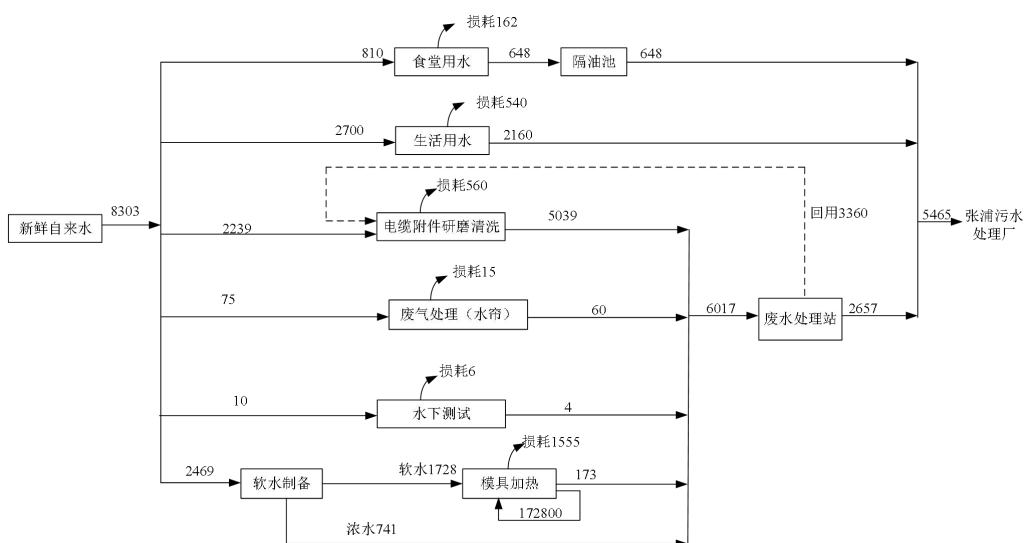 损耗162
810
食堂用水
648
隔油池
648
损耗540
2700
生活用水
2160
损耗560
新鲜自来水
8303
2239
电缆附件研磨清洗
5039
回用3360
5465
张浦污水
处理厂
损耗15
75
废气处理（水帘）
60
6017
废水处理站
2657
损耗6
10
水下测试
4
损耗1555
2469
软水制备
软水1728
模具加热
173
172800
浓水741